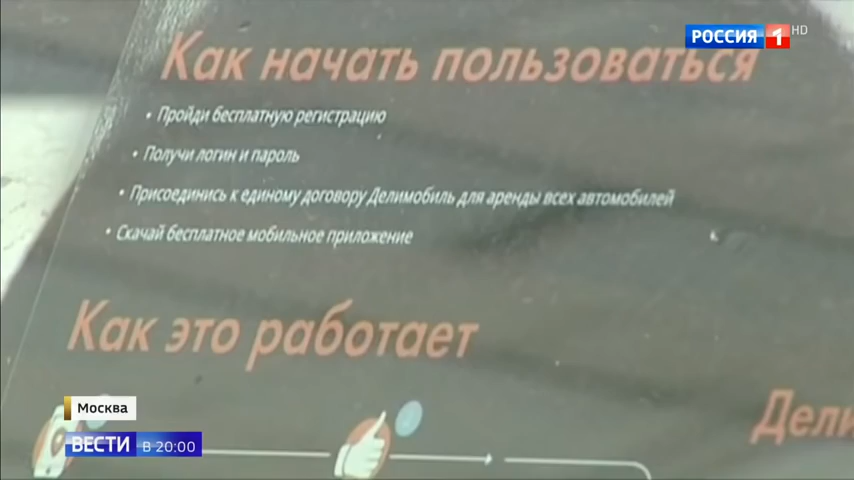 РОССИЯ 1 HD
Как начать пользоваться
• Пройди бесплатную регистрацию
• Получи логин и пароль
• Присоединись к единому договору Делимобиль для аренды всех автомобилей
• Скачай бесплатное мобильное приложение
Как это работает
Дели
Москва
ВЕСТИ В 20:00